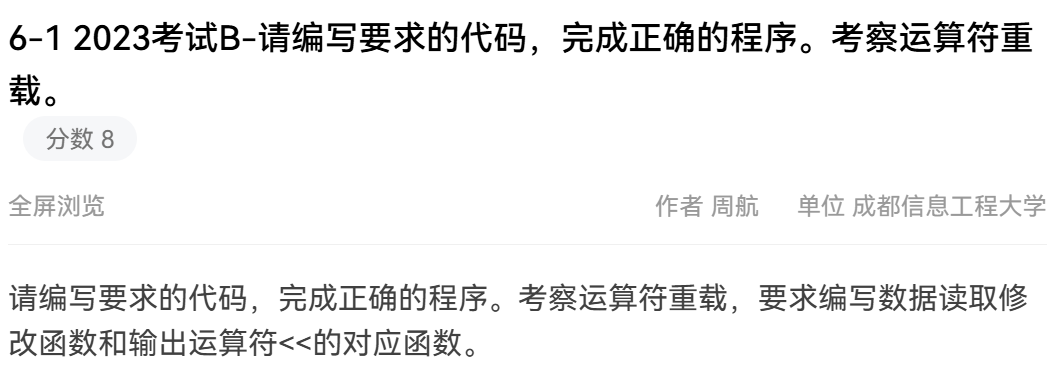 6-1 2023考试B-请编写要求的代码，完成正确的程序。考察运算符重
载。
分数 8
全屏浏览 作者 周航 单位 成都信息工程大学
请编写要求的代码，完成正确的程序。考察运算符重载，要求编写数据读取修
改函数和输出运算符<<的对应函数。